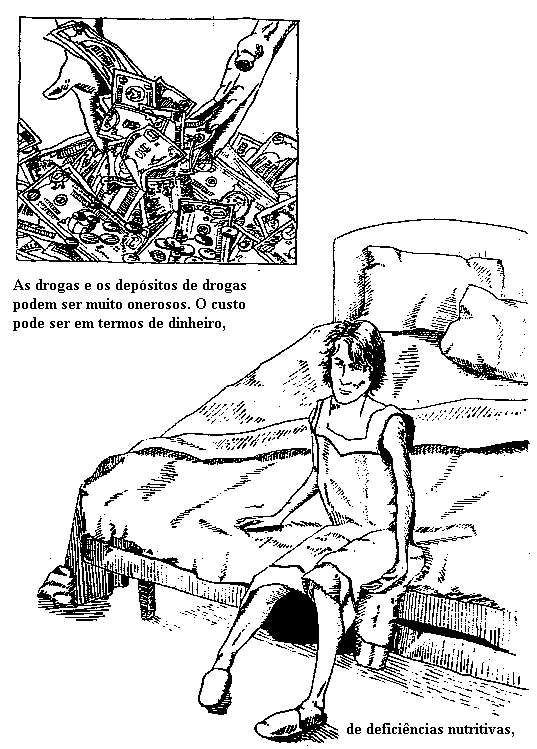 As drogas e os depósitos de drogas
podem ser muito onerosos. O custo
pode ser em termos de dinheiro,
de deficiências nutritivas,